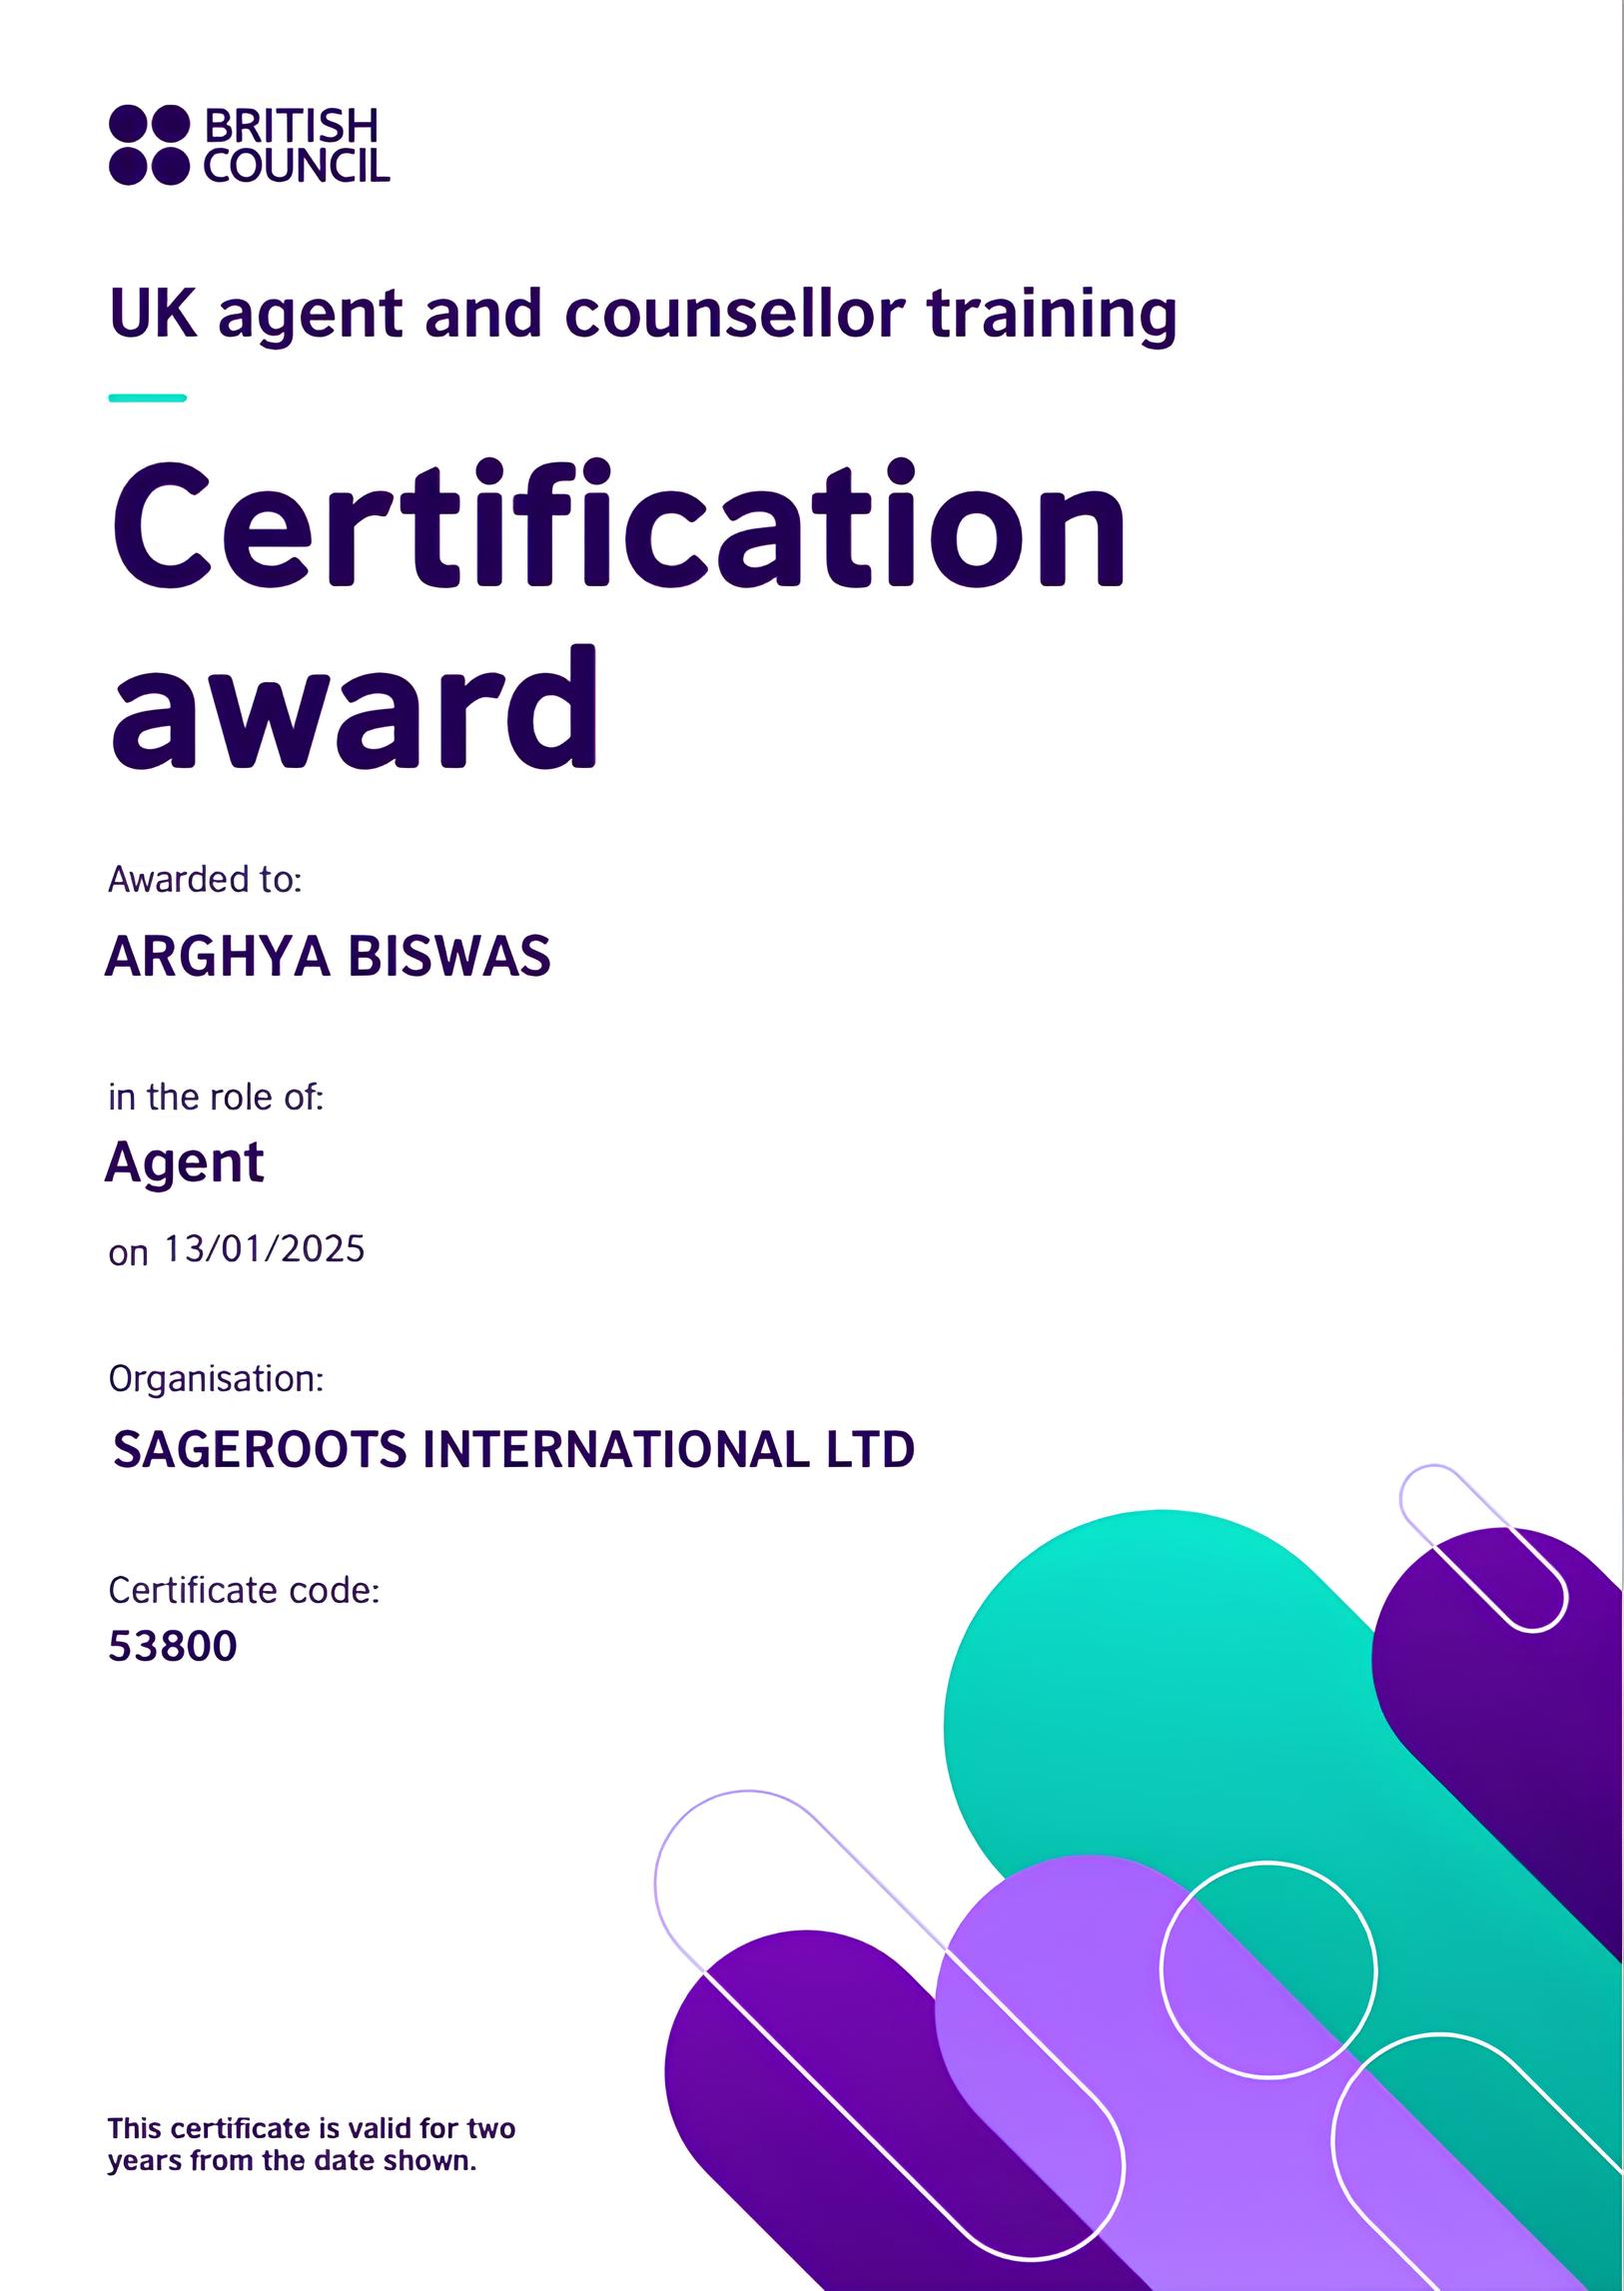 BRITISH
COUNCIL
UK agent and counsellor training
Certification
award
Awarded to:
ARGHYA BISWAS
in the role of:
Agent
on 13/01/2025
Organisation:
SAGEROOTS INTERNATIONAL LTD
Certificate code:
53800
This certificate is valid for two
years from the date shown.